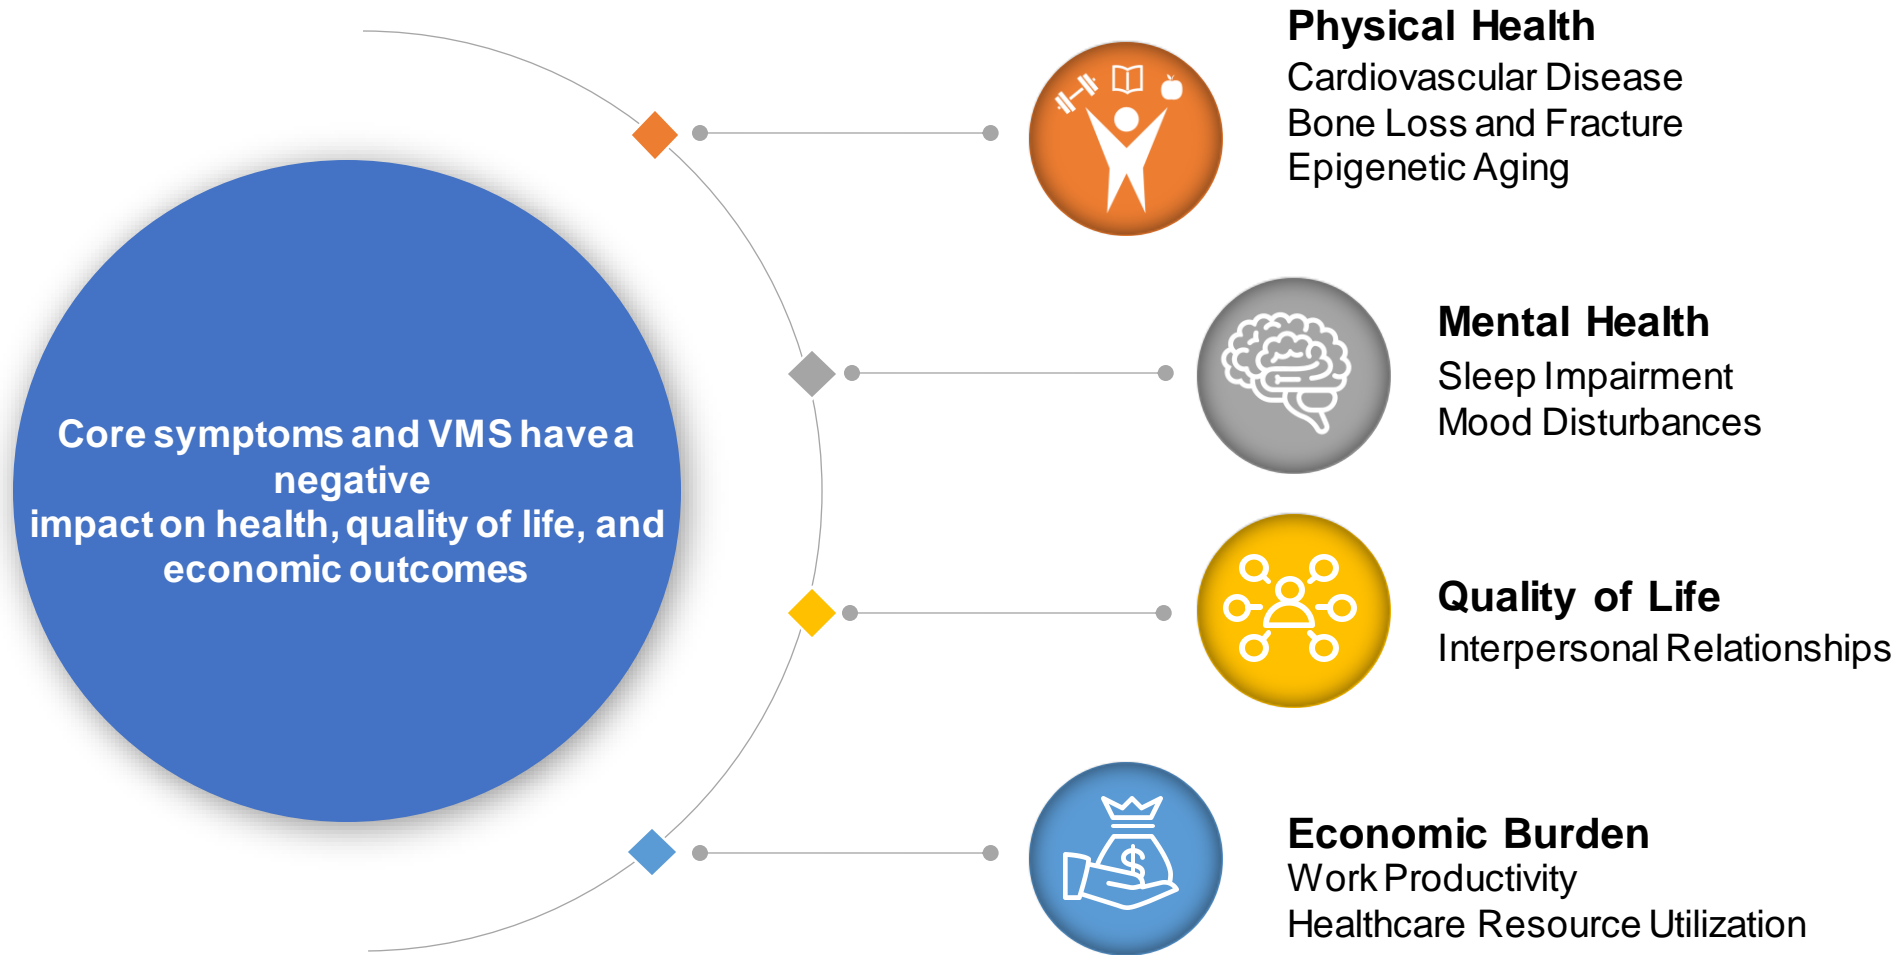 Core symptoms and VMS have a
negative
impact on health, quality of life, and
economic outcomes
Physical Health
Cardiovascular Disease
Bone Loss and Fracture
Epigenetic Aging
Mental Health
Sleep Impairment
Mood Disturbances
Quality of Life
Interpersonal Relationships
$
Economic Burden
Work Productivity
Healthcare Resource Utilization